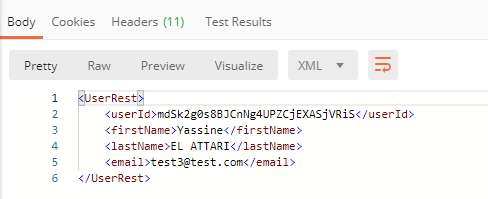 Body Cookies Headers (11) Test Results
Pretty Raw Preview Visualize XML
1 <UserRest>
2 <userId>mdSk2g0s8BJCnNg4UPZCjEXASjVRiS</userId>
3 <firstName>Yassine</firstName>
4 <lastName>EL ATTARI</lastName>
5 <email>test3@test.com</email>
6 </UserRest>